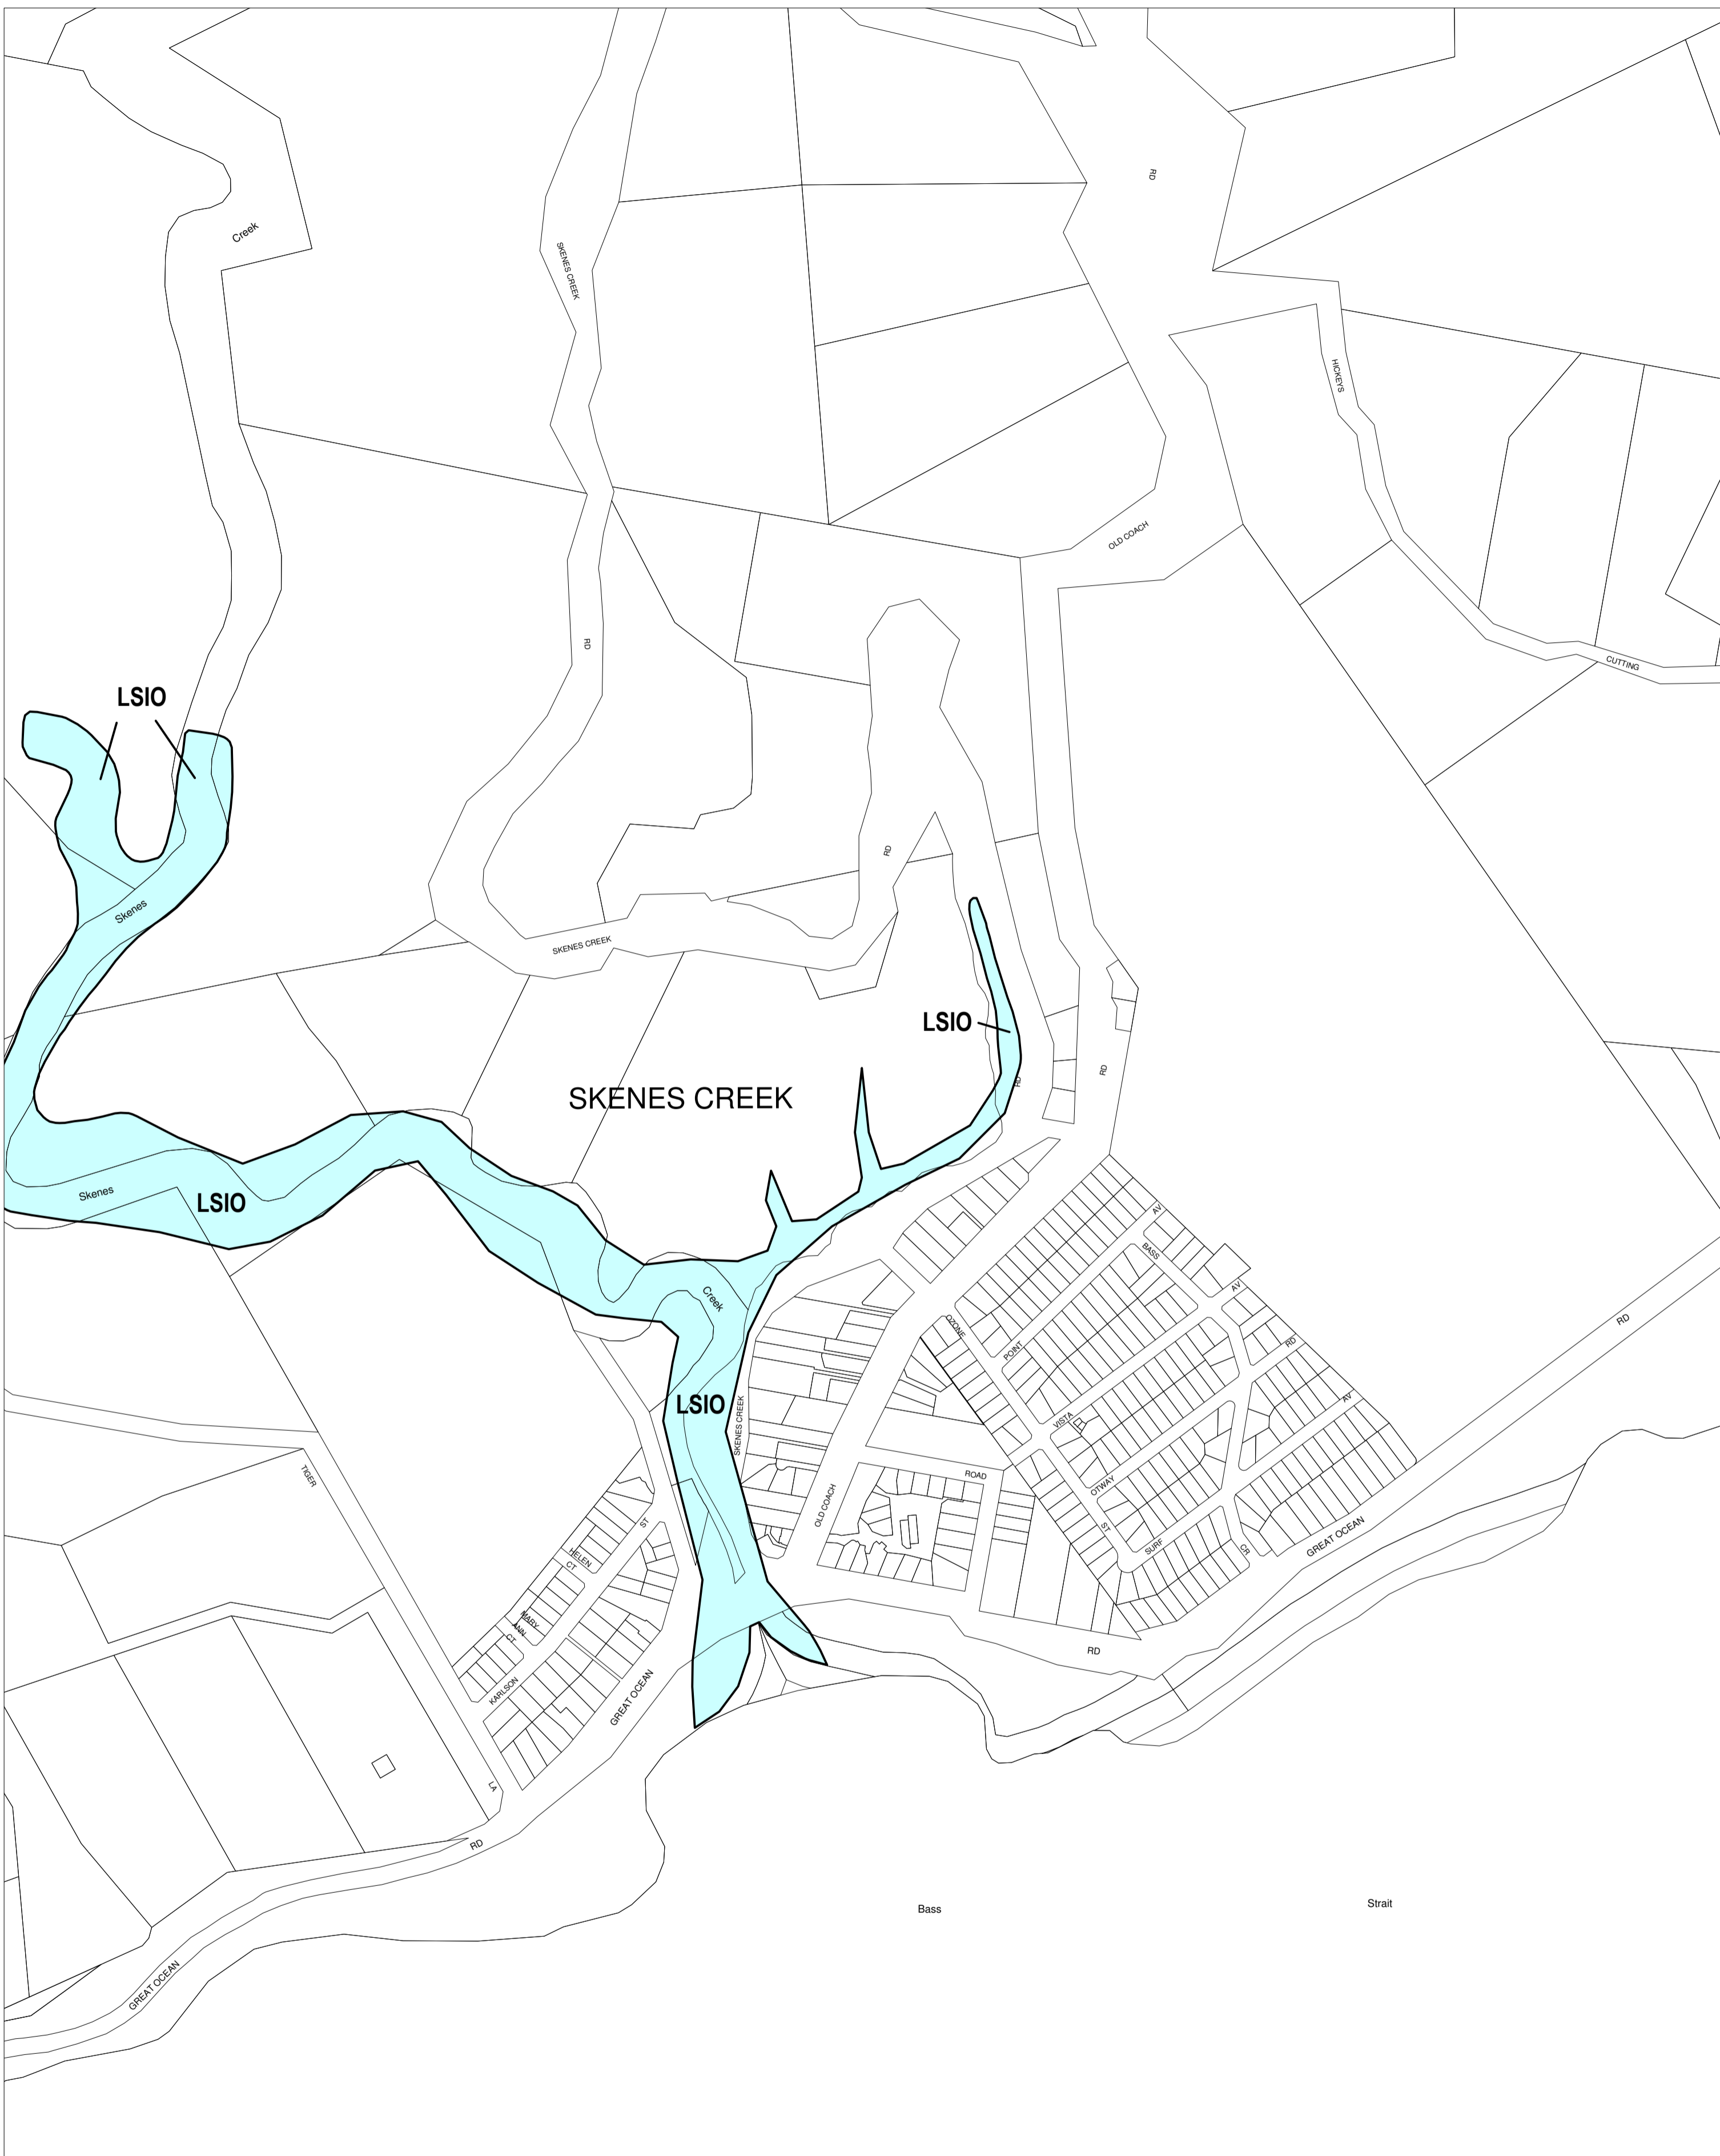 RD
Creek
SKENES CREEK
HICKEYS
OLD COACH
RD
CUTTING
LSIO
RD
Skenes
SKENES CREEK
LSIO
RD
RD
SKENES CREEK
Skenes
LSIO
AV
BASS
Creek
AV
OZONE
POINT
RD
RD
LSIO
SKENES CREEK
AV
VISTA
TIGER
ROAD
OTWAY
OLD COACH
ST
ST
GREAT OCEAN
SURF
CR
HELEN
CT
MARY
ANN
CT
RD
KARLSON
GREAT OCEAN
LA
RD
Bass
Strait
GREAT OCEAN